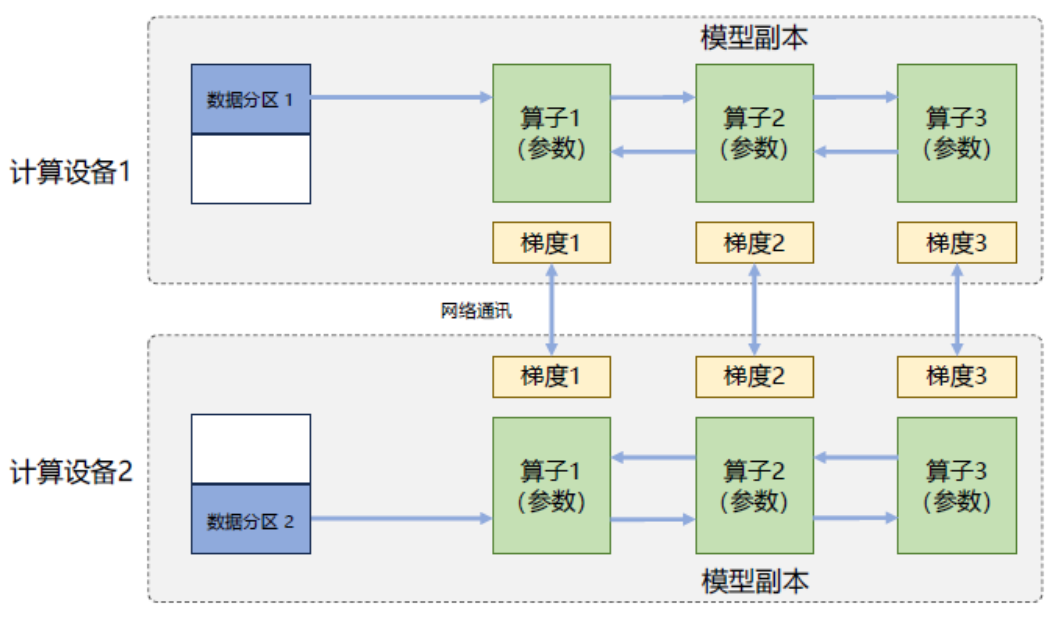 模型副本
数据分区 1
算子1
（参数）
算子2
（参数）
算子3
（参数）
计算设备1
梯度1
梯度2
梯度3
网络通讯
梯度1
梯度2
梯度3
计算设备2
算子1
（参数）
算子2
（参数）
算子3
（参数）
数据分区 2
模型副本